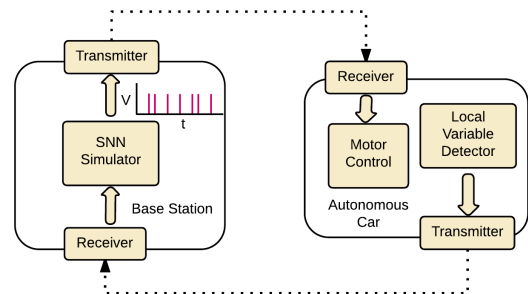 Transmitter
V
t
SNN
Simulator
Base Station
Receiver
Receiver
Motor
Control
Local
Variable
Detector
Autonomous
Car
Transmitter